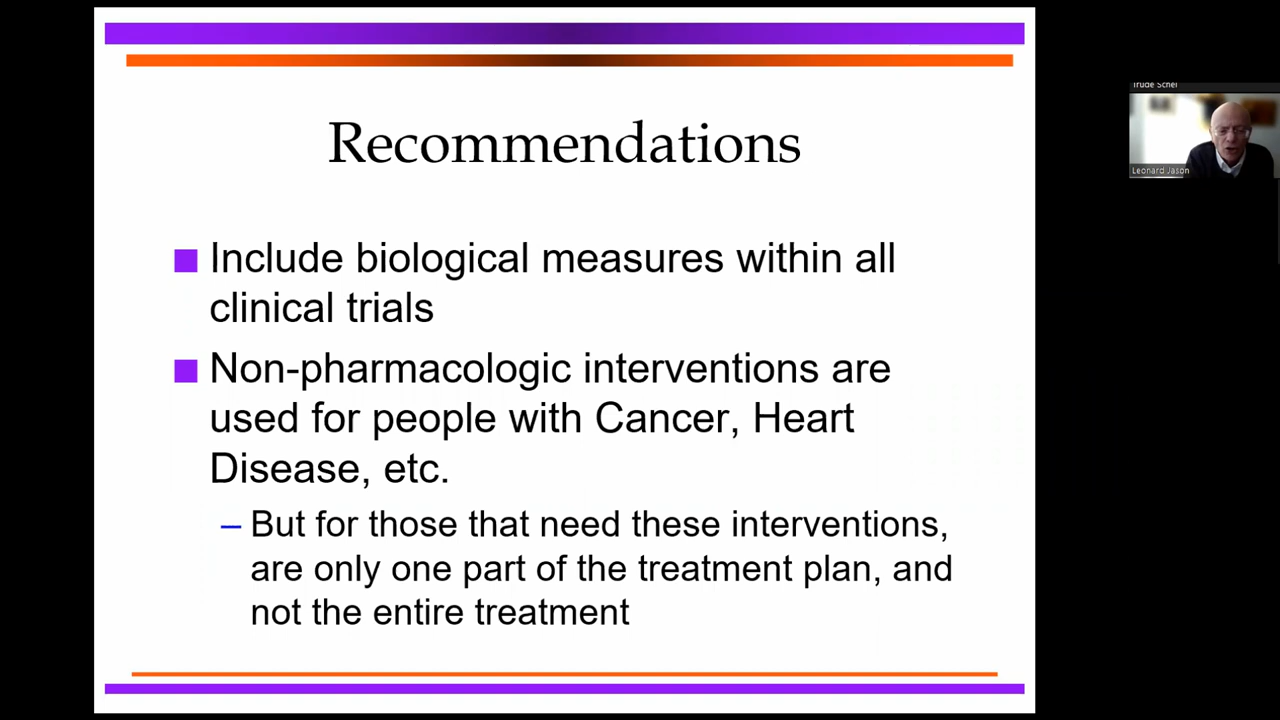 Recommendations
Include biological measures within all
clinical trials
Non-pharmacologic interventions are
used for people with Cancer, Heart
Disease, etc.
– But for those that need these interventions,
are only one part of the treatment plan, and
not the entire treatment
Trude Schei
Leonard Jason